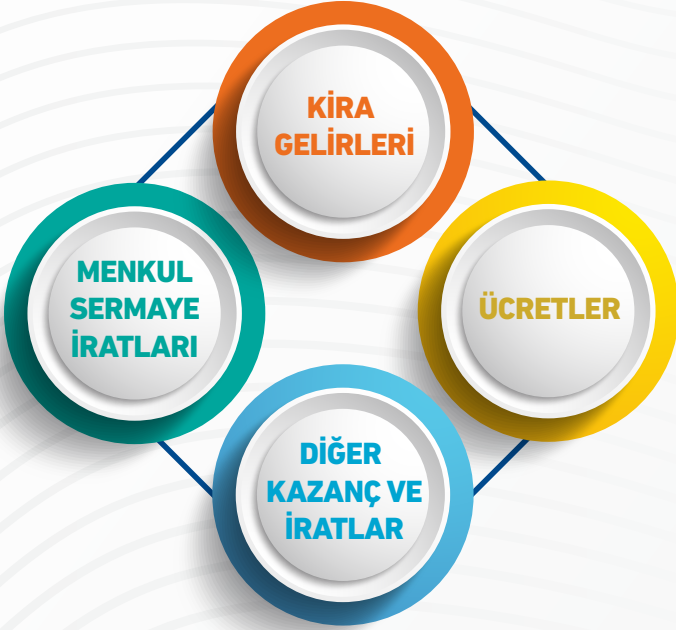 KİRA
GELİRLERİ
MENKUL
SERMAYE
İRATLARI
ÜCRETLER
DİĞER
KAZANÇ VE
İRATLAR